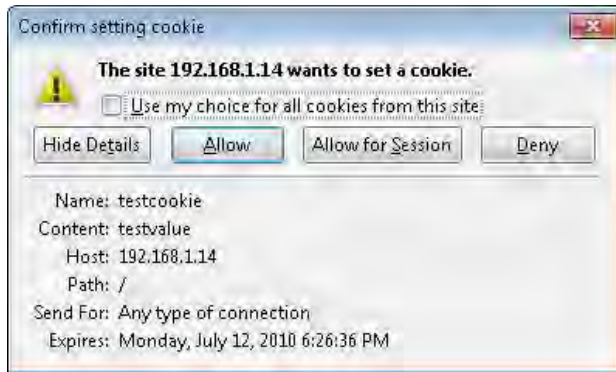 Confirm setting cookie
The site 192.168.1.14 wants to set a cookie.
Use my choice for all cookies from this site
Hide Details Allow Allow for Session Deny
Name: testcookie
Content: testvalue
Host: 192.168.1.14
Path: /
Send For: Any type of connection
Expires: Monday, July 12, 2010 6:26:36 PM